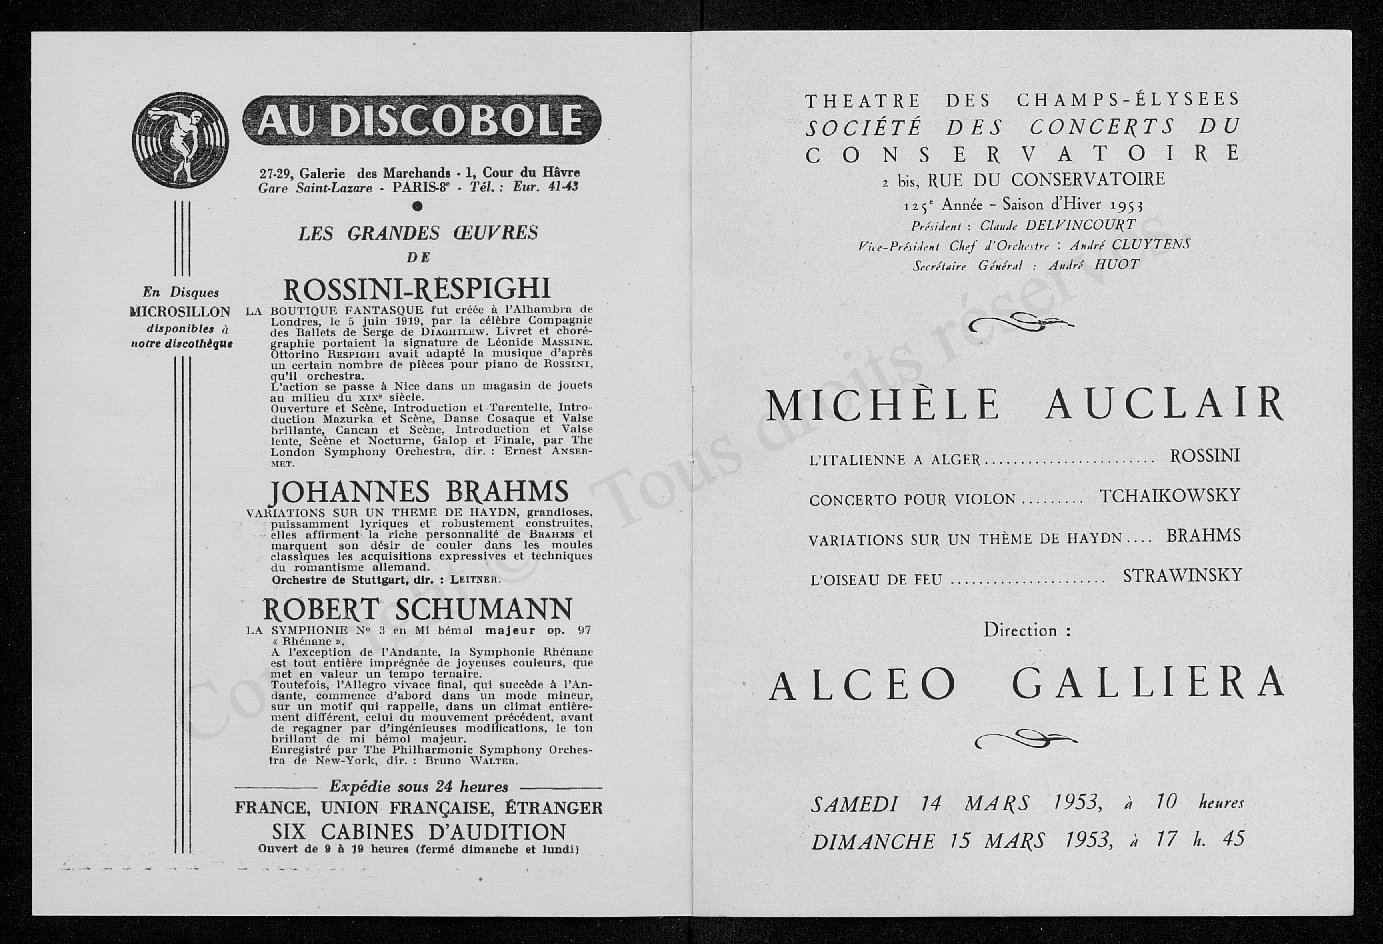 AU DISCOBOLE
27-29, Galerie des Marchands - 1, Cour du Hâvre
Gare Saint-Lazare - PARIS-8e - Tél. : Eur. 41-43
LES GRANDES ŒUVRES
DE
En Disques
MICROSILLON
disponibles à
notre discothèque
ROSSINI-RESPIGHI
LA BOUTIQUE FANTASQUE fut créée à l'Alhambra de
Londres, le 5 juin 1919, par la célèbre Compagnie
des Ballets de Serge de DIAGHILEW. Livret et choré-
graphie portaient la signature de Léonide MASSINE.
Ottorino RESPIGHI avait adapté la musique d'après
un certain nombre de pièces pour piano de ROSSINI,
qu'il orchestra.
L'action se passe à Nice dans un magasin de jouets
au milieu du XIXe siècle.
Ouverture et Scène, Introduction et Tarentelle, Intro-
duction Mazurka et Scène, Danse Cosaque et Valse
brillante, Cancan et Scène, Introduction et Valse
lente, Scène et Nocturne, Galop et Finale, par The
London Symphony Orchestra, dir. : Ernest ANSER-
MET.
JOHANNES BRAHMS
VARIATIONS SUR UN THEME DE HAYDN, grandioses,
puissamment lyriques et robustement construites,
elles affirment la riche personnalité de BRAHMS et
marquent son désir de couler dans les moules
classiques les acquisitions expressives et techniques
du romantisme allemand.
Orchestre de Stuttgart, dir. : LEITNER.
ROBERT SCHUMANN
LA SYMPHONIE No 3 en Mi bémol majeur op. 97
« Rhénane ».
A l'exception de l'Andante, la Symphonie Rhénane
est tout entière imprégnée de joyeuses couleurs, que
met en valeur un tempo ternaire.
Toutefois, l'Allegro vivace final, qui succède à l'An-
dante, commence d'abord dans un mode mineur,
sur un motif qui rappelle, dans un climat entière-
ment différent, celui du mouvement précédent, avant
de regagner par d'ingénieuses modifications, le ton
brillant de mi bémol majeur.
Enregistré par The Philharmonic Symphony Orches-
tra de New-York, dir. : Bruno WALTER.
Expédie sous 24 heures
FRANCE, UNION FRANÇAISE, ÉTRANGER
SIX CABINES D'AUDITION
Ouvert de 9 à 19 heures (fermé dimanche et lundi)
THEATRE DES CHAMPS-ÉLYSEES
SOCIÉTÉ DES CONCERTS DU
CONSERVATOIRE
2 bis, RUE DU CONSERVATOIRE
125e Année - Saison d'Hiver 1953
Président : Claude DELVINCOURT
Vice-Président Chef d'Orchestre : André CLUYTENS
Secrétaire Général : André HUOT
MICHÈLE AUCLAIR
L'ITALIENNE A ALGER........................ ROSSINI
CONCERTO POUR VIOLON ......... TCHAIKOWSKY
VARIATIONS SUR UN THÈME DE HAYDN .... BRAHMS
L'OISEAU DE FEU ...................... STRAWINSKY
Direction :
ALCEO GALLIERA
SAMEDI 14 MARS 1953, à 10 heures
DIMANCHE 15 MARS 1953, à 17 h. 45
Copyright © - Tous droits réservés.